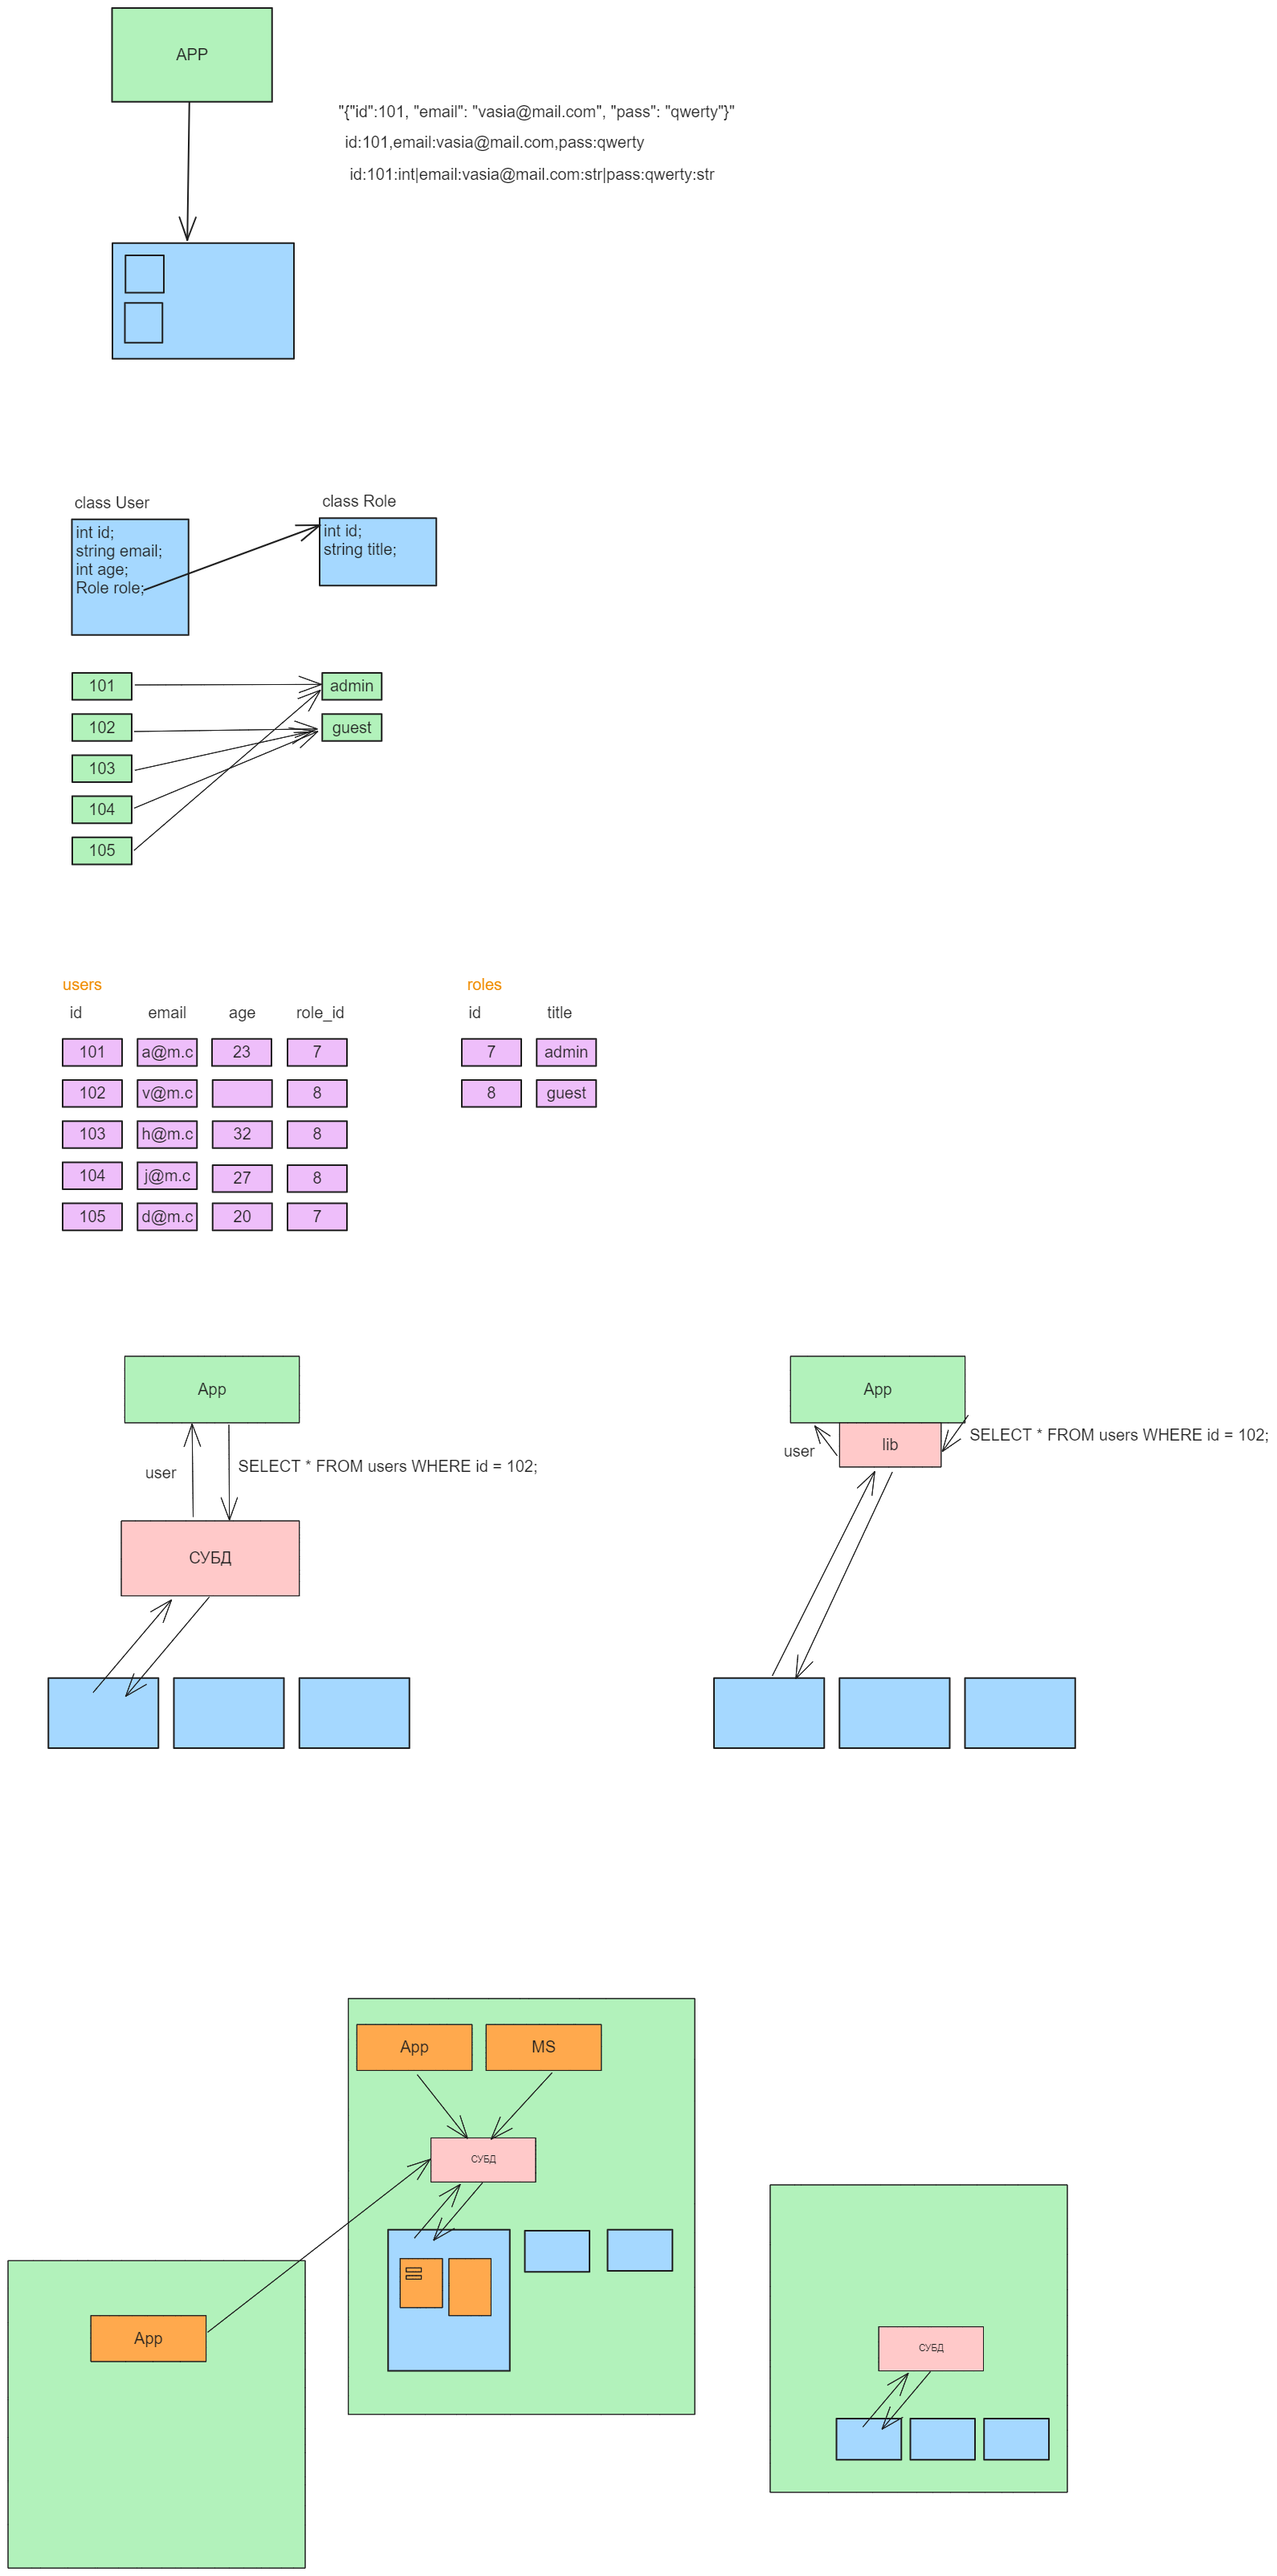 APP
"{"id":101, "email": "vasia@mail.com", "pass": "qwerty"}"
id:101,email:vasia@mail.com,pass:qwerty
id:101:int|email:vasia@mail.com:str|pass:qwerty:str
class User
int id;
string email;
int age;
Role role;
class Role
int id;
string title;
101
admin
102
guest
103
104
105
users
id email age role_id
101 a@m.c 23 7
102 v@m.c 8
103 h@m.c 32 8
104 j@m.c 27 8
105 d@m.c 20 7
roles
id title
7 admin
8 guest
App
user
SELECT * FROM users WHERE id = 102;
СУБД
App
lib
user
SELECT * FROM users WHERE id = 102;
App
MS
СУБД
App
СУБД